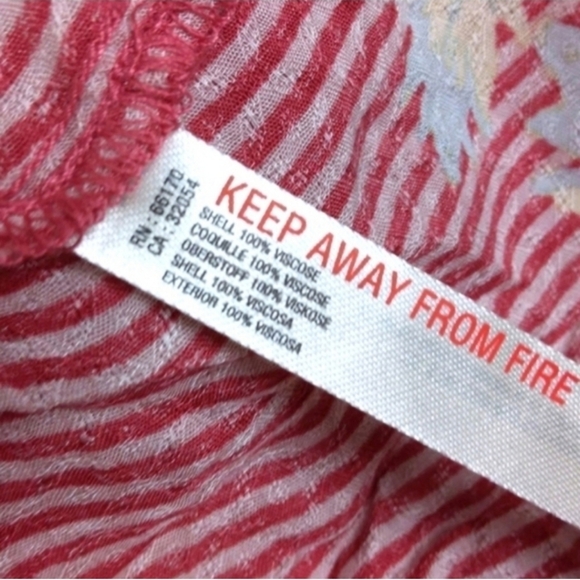 RN : 66170
CA : 32054
KEEP AWAY FROM FIRE
SHELL 100% VISCOSE
COQUILLE 100% VISCOSE
OBERSTOFF 100% VISKOSE
SHELL 100% VISCOSA
EXTERIOR 100% VISCOSA